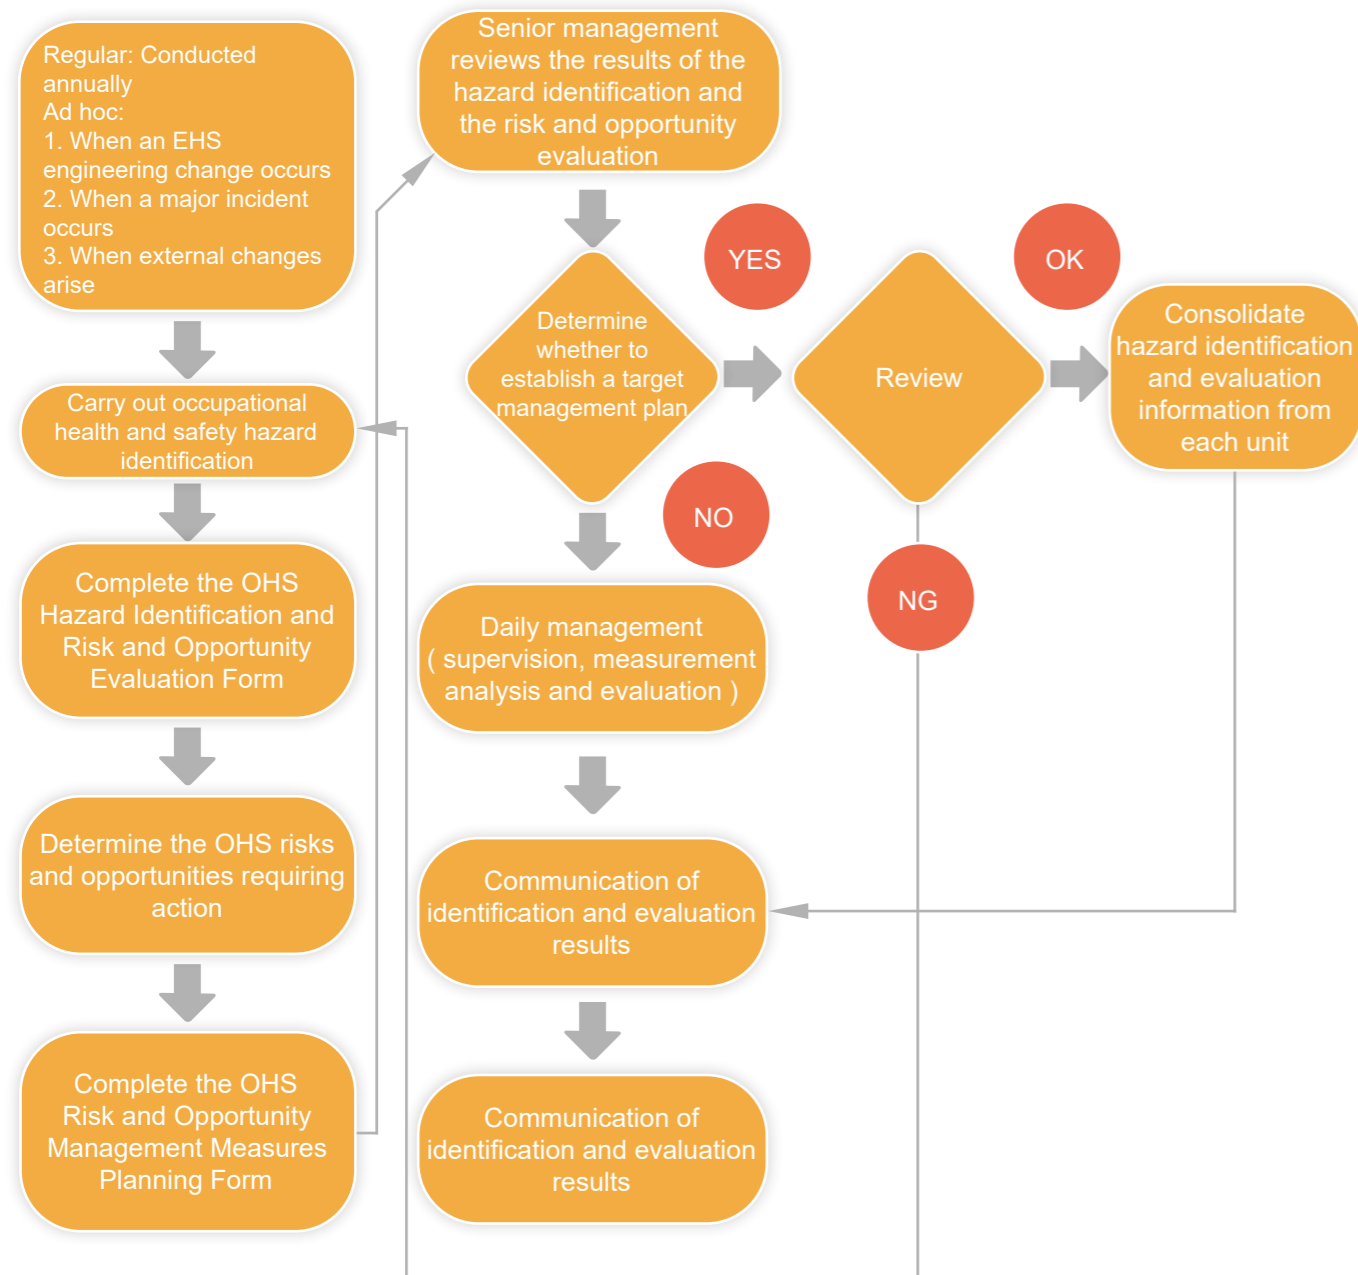 Regular: Conducted
annually
Ad hoc:
1. When an EHS
engineering change occurs
2. When a major incident
occurs
3. When external changes
arise
Carry out occupational
health and safety hazard
identification
Complete the OHS
Hazard Identification and
Risk and Opportunity
Evaluation Form
Determine the OHS risks
and opportunities requiring
action
Complete the OHS
Risk and Opportunity
Management Measures
Planning Form
Senior management
reviews the results of the
hazard identification and
the risk and opportunity
evaluation
Determine
whether to
establish a target
management plan
YES
NO
Review
OK
NG
Consolidate
hazard identification
and evaluation
information from
each unit
Daily management
( supervision, measurement
analysis and evaluation )
Communication of
identification and evaluation
results
Communication of
identification and evaluation
results